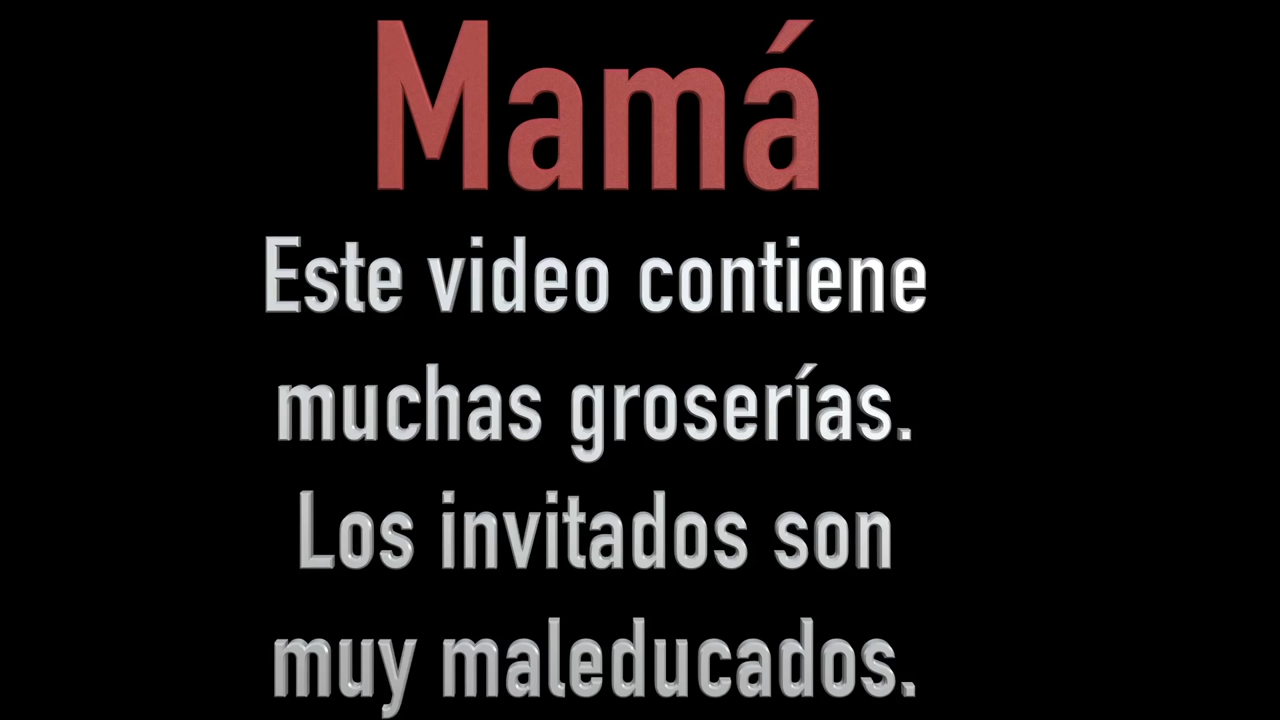 Mamá
Este video contiene
muchas groserías.
Los invitados son
muy maleducados.